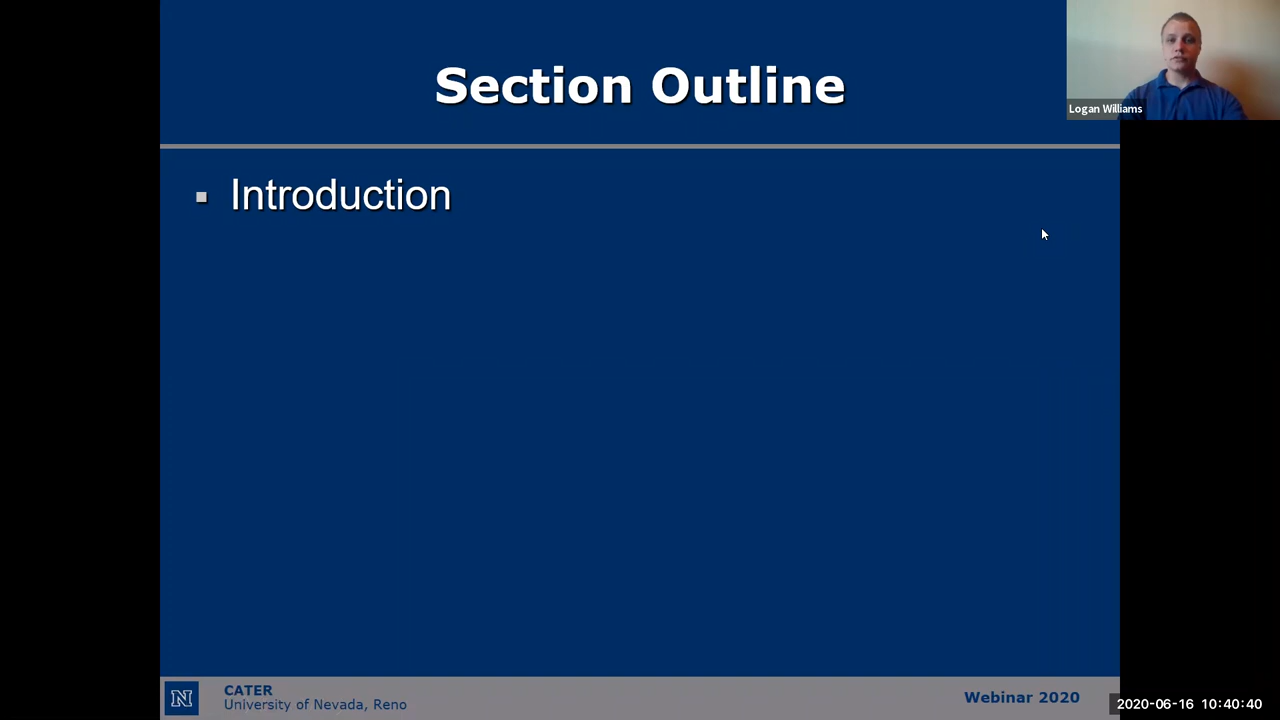 Section Outline
Logan Williams
Introduction
N
CATER
University of Nevada, Reno
Webinar 2020
2020-06-16 10:40:40